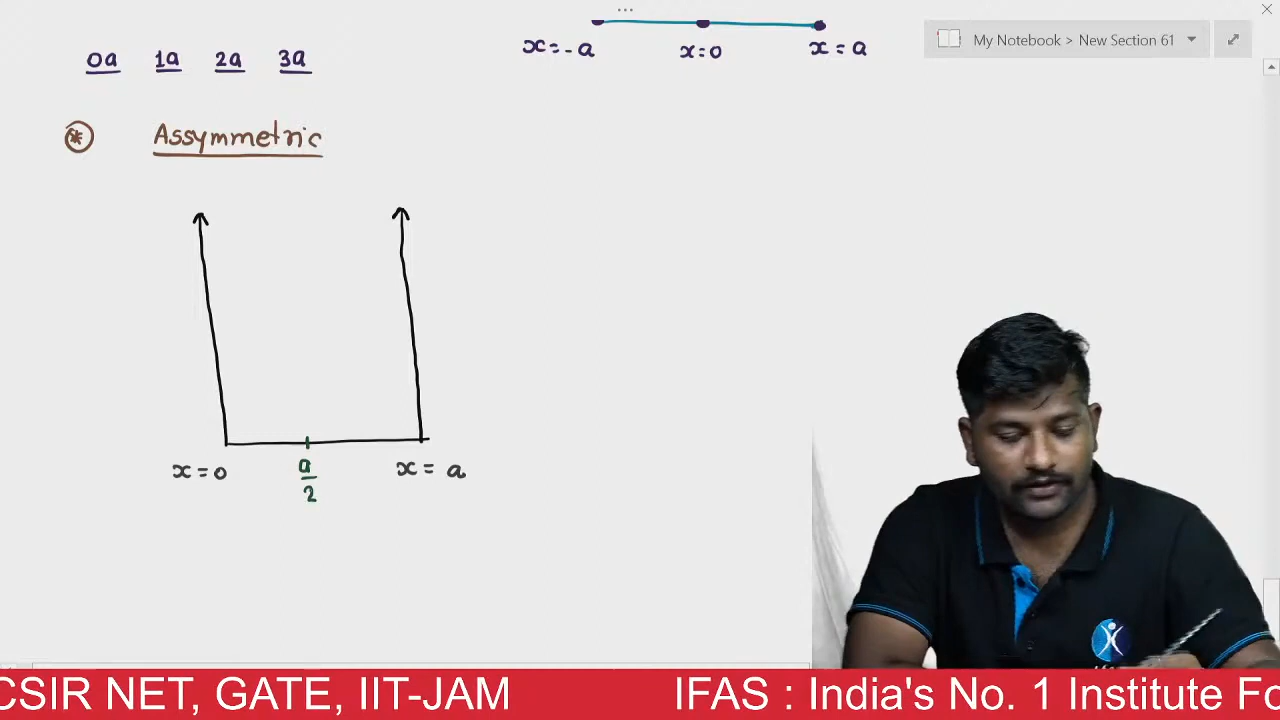 ...
x=-a x=0 x=a
My Notebook > New Section 61
0a 1a 2a 3a
* Assymmetric
x=0 a/2 x= a
CSIR NET, GATE, IIT-JAM IFAS : India's No. 1 Institute Fo